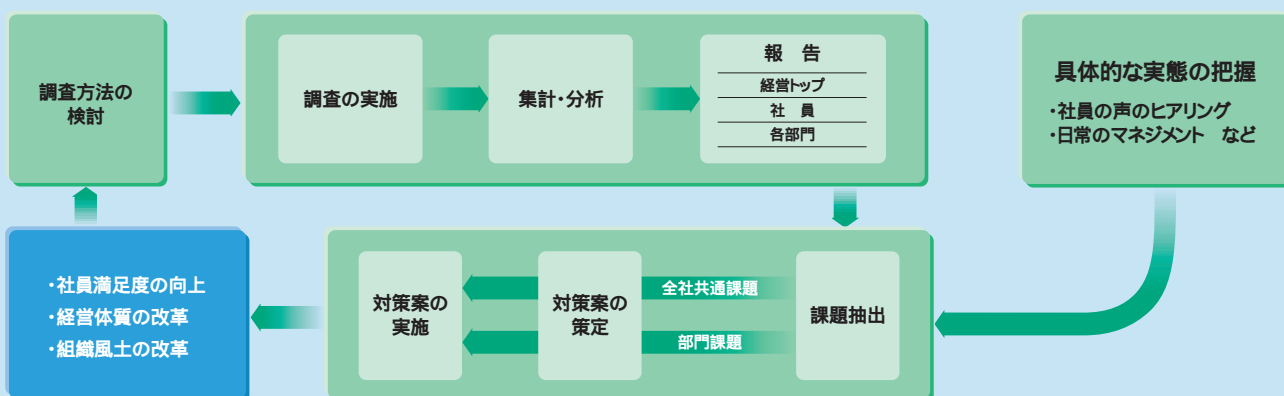 調査方法の
検討
調査の実施
集計・分析
報　告
経営トップ
社　員
各部門
具体的な実態の把握
・社員の声のヒアリング
・日常のマネジメント　など
・社員満足度の向上
・経営体質の改革
・組織風土の改革
対策案の
実施
対策案の
策定
全社共通課題
部門課題
課題抽出